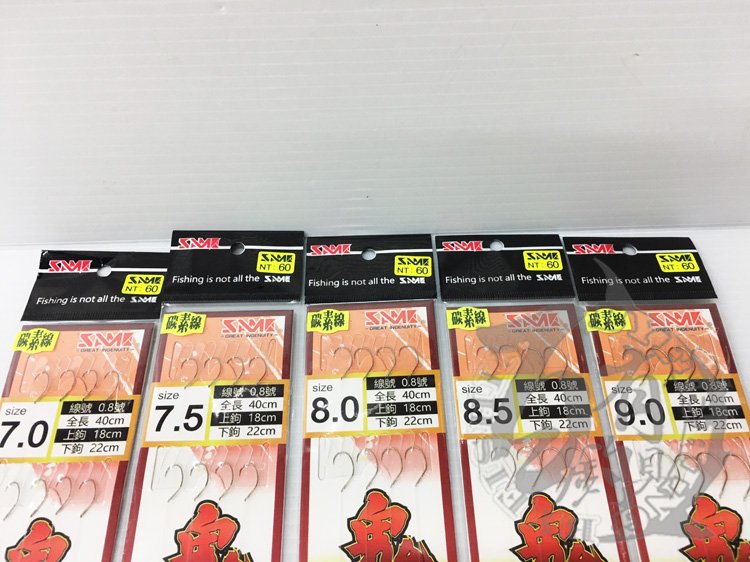 SAME
SAME
NT: 60
Fishing is not all the SAME
碳素線
SAME
GREAT INGENUITY
size
7.0
線號 0.8號
全長 40cm
上鉤 18cm
下鉤 22cm
SAME
SAME
NT: 60
Fishing is not all the SAME
碳素線
SAME
GREAT INGENUITY
size
7.5
線號 0.8號
全長 40cm
上鉤 18cm
下鉤 22cm
SAME
SAME
NT: 60
Fishing is not all the SAME
碳素線
SAME
GREAT INGENUITY
size
8.0
線號 0.8號
全長 40cm
上鉤 18cm
下鉤 22cm
SAME
SAME
NT: 60
Fishing is not all the SAME
碳素線
SAME
GREAT INGENUITY
size
8.5
線號 0.8號
全長 40cm
上鉤 18cm
下鉤 22cm
SAME
SAME
NT: 60
Fishing is not all the SAME
碳素線
SAME
GREAT INGENUITY
size
9.0
線號 0.8號
全長 40cm
上鉤 18cm
下鉤 22cm